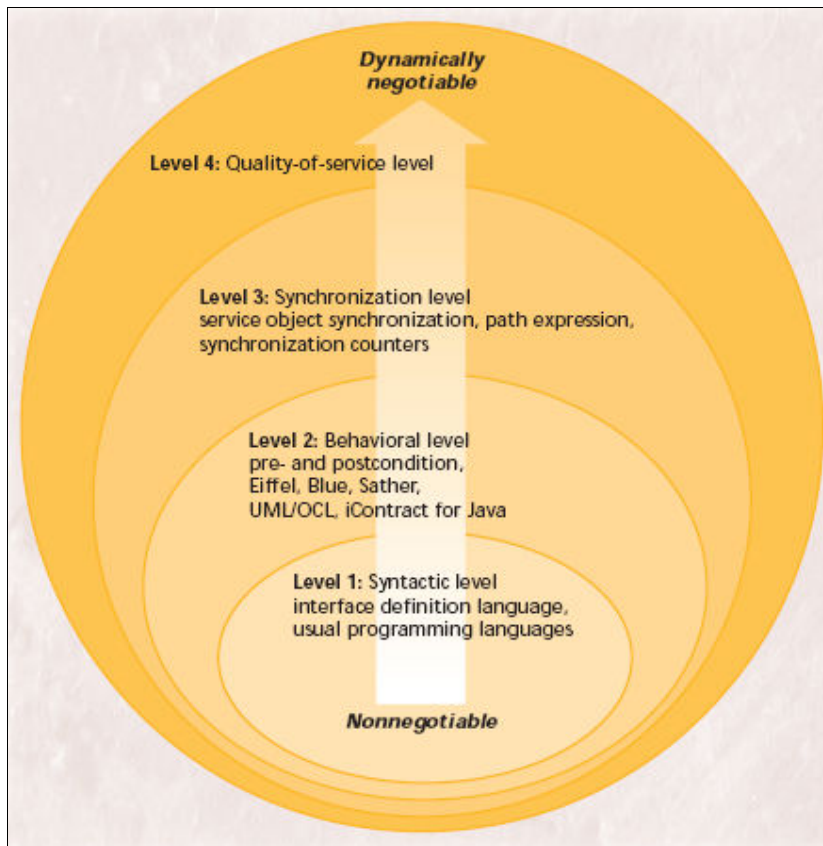 Dynamically
negotiable
Level 4: Quality-of-service level
Level 3: Synchronization level
service object synchronization, path expression,
synchronization counters
Level 2: Behavioral level
pre- and postcondition,
Eiffel, Blue, Sather,
UML/OCL, iContract for Java
Level 1: Syntactic level
interface definition language,
usual programming languages
Nonnegotiable